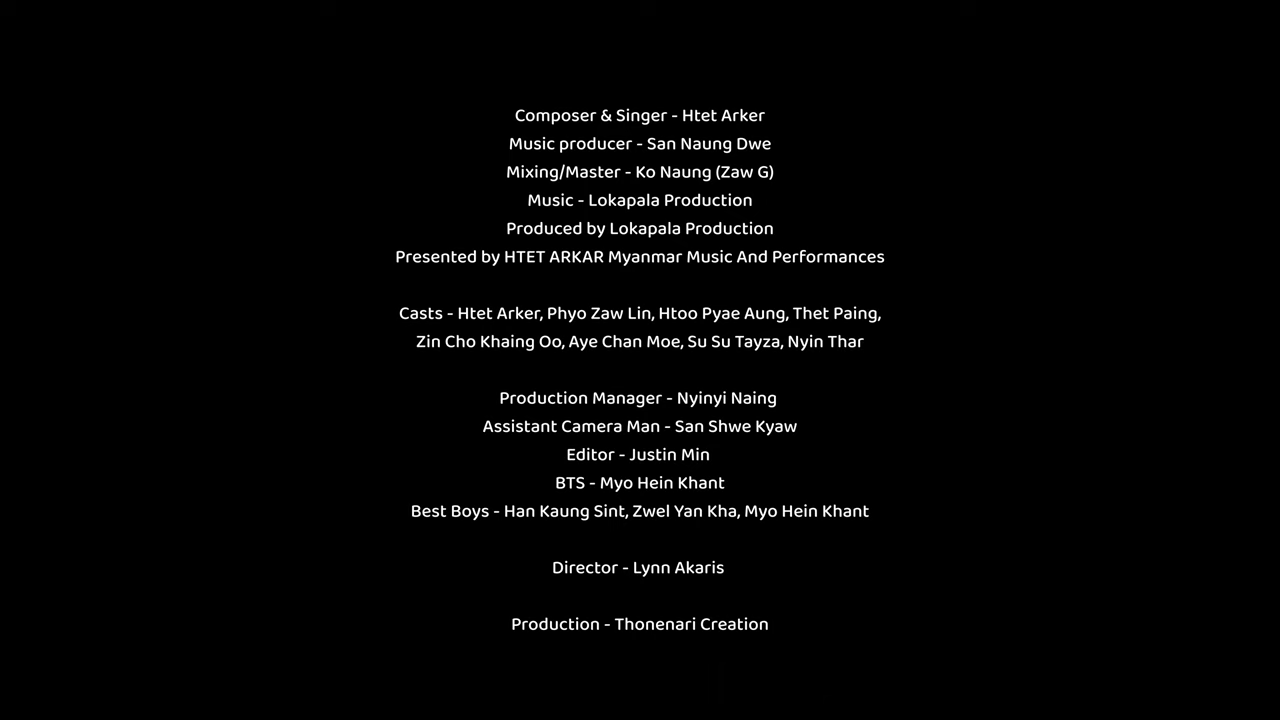 Composer & Singer - Htet Arker
Music producer - San Naung Dwe
Mixing/Master - Ko Naung (Zaw G)
Music - Lokapala Production
Produced by Lokapala Production
Presented by HTET ARKAR Myanmar Music And Performances
Casts - Htet Arker, Phyo Zaw Lin, Htoo Pyae Aung, Thet Paing,
Zin Cho Khaing Oo, Aye Chan Moe, Su Su Tayza, Nyin Thar
Production Manager - Nyinyi Naing
Assistant Camera Man - San Shwe Kyaw
Editor - Justin Min
BTS - Myo Hein Khant
Best Boys - Han Kaung Sint, Zwel Yan Kha, Myo Hein Khant
Director - Lynn Akaris
Production - Thonenari Creation